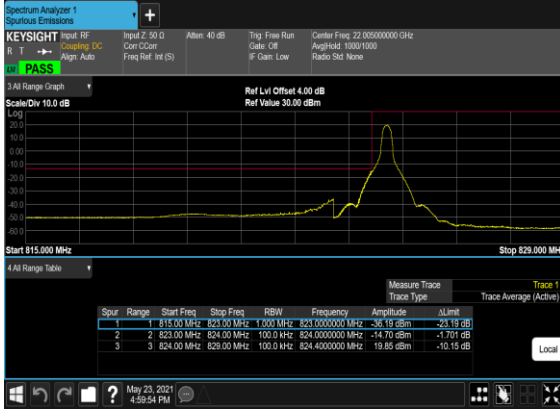 Spectrum Analyzer 1
Spurious Emissions
+
KEYSIGHT Input: RF Input Z: 50 Ω Atten: 40 dB Trig: Free Run Center Freq: 22.005000000 GHz
R T Coupling: DC Corr CCorr Gate: Off Avg|Hold: 1000/1000
Align: Auto Freq Ref: Int (S) IF Gain: Low Radio Std: None
PASS
3 All Range Graph
Ref Lvl Offset 4.00 dB
Scale/Div 10.0 dB Ref Value 30.00 dBm
Log
20.0
10.0
0.00
-10.0
-20.0
-30.0
-40.0
-50.0
-60.0
Start 815.000 MHz Stop 829.000 MH
4 All Range Table
Measure Trace Trace 1
Trace Type Trace Average (Active)
Spur Range Start Freq Stop Freq RBW Frequency Amplitude ΔLimit
1 1 815.00 MHz 823.00 MHz 1.000 MHz 823.0000000 MHz -36.19 dBm -23.19 dB
2 2 823.00 MHz 824.00 MHz 100.0 kHz 824.0000000 MHz -14.70 dBm -1.701 dB
3 3 824.00 MHz 829.00 MHz 100.0 kHz 824.4000000 MHz 19.85 dBm -10.15 dB
Local
?
May 23, 2021
4:59:54 PM